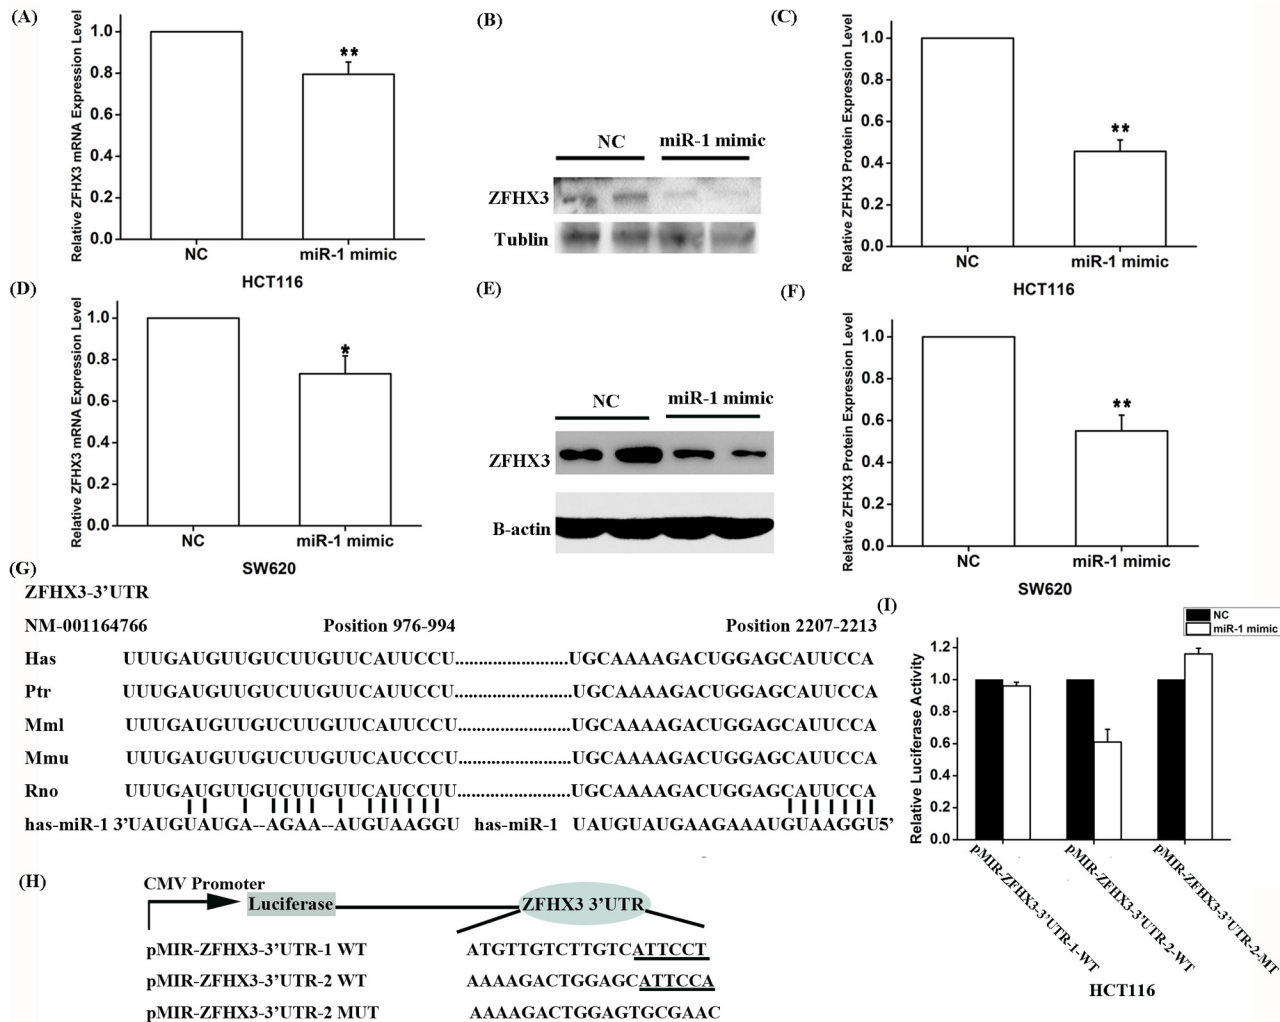 (A)
Relative ZFHX3 mRNA Expression Level
1.0
0.8
0.6
0.4
0.2
0.0
**
NC
miR-1 mimic
HCT116
(B)
NC
miR-1 mimic
ZFHX3
Tublin
(C)
Relative ZFHX3 Protein Expression Level
1.0
0.8
0.6
0.4
0.2
0.0
**
NC
miR-1 mimic
HCT116
(D)
Relative ZFHX3 mRNA Expression Level
1.0
0.8
0.6
0.4
0.2
0.0
*
NC
miR-1 mimic
SW620
(E)
NC
miR-1 mimic
ZFHX3
B-actin
(F)
Relative ZFHX3 Protein Expression Level
1.0
0.8
0.6
0.4
0.2
0.0
**
NC
miR-1 mimic
SW620
(G)
ZFHX3-3’UTR
NM-001164766 Position 976-994 Position 2207-2213
Has UUUGAUGUUGUCUUGUUCAUUCCU.......................UGCAAAAGACUGGAGCAUUCCA
Ptr UUUGAUGUUGUCUUGUUCAUUCCU.......................UGCAAAAGACUGGAGCAUUCCA
Mml UUUGAUGUUGUCUUGUUCAUCCCU.......................UGCAAAAGACUGGAGCAUUCCA
Mmu UUUGAUGUUGUCUUGUUCAUCCCU.......................UGCAAAAGACUGGAGCAUUCCA
Rno UUUGAUGUUGUCUUGUUCAUCCUU.......................UGCAAAAGACUGGAGCAUUCCA
has-miR-1 3’UAUGUAUGA--AGAA--AUGUAAGGU has-miR-1 UAUGUAUGAAGAAAUGUAAGGU5’
(H)
CMV Promoter
Luciferase
ZFHX3 3’UTR
pMIR-ZFHX3-3’UTR-1 WT ATGTTGTCTTGTCATTCCT
pMIR-ZFHX3-3’UTR-2 WT AAAAGACTGGAGCATTCCA
pMIR-ZFHX3-3’UTR-2 MUT AAAAGACTGGAGTGCGAAC
(I)
NC
miR-1 mimic
Relative Luciferase Activity
1.2
1.0
0.8
0.6
0.4
0.2
0.0
pMIR-ZFHX3-3’UTR-1-WT
pMIR-ZFHX3-3’UTR-2-WT
pMIR-ZFHX3-3’UTR-2-MT
HCT116